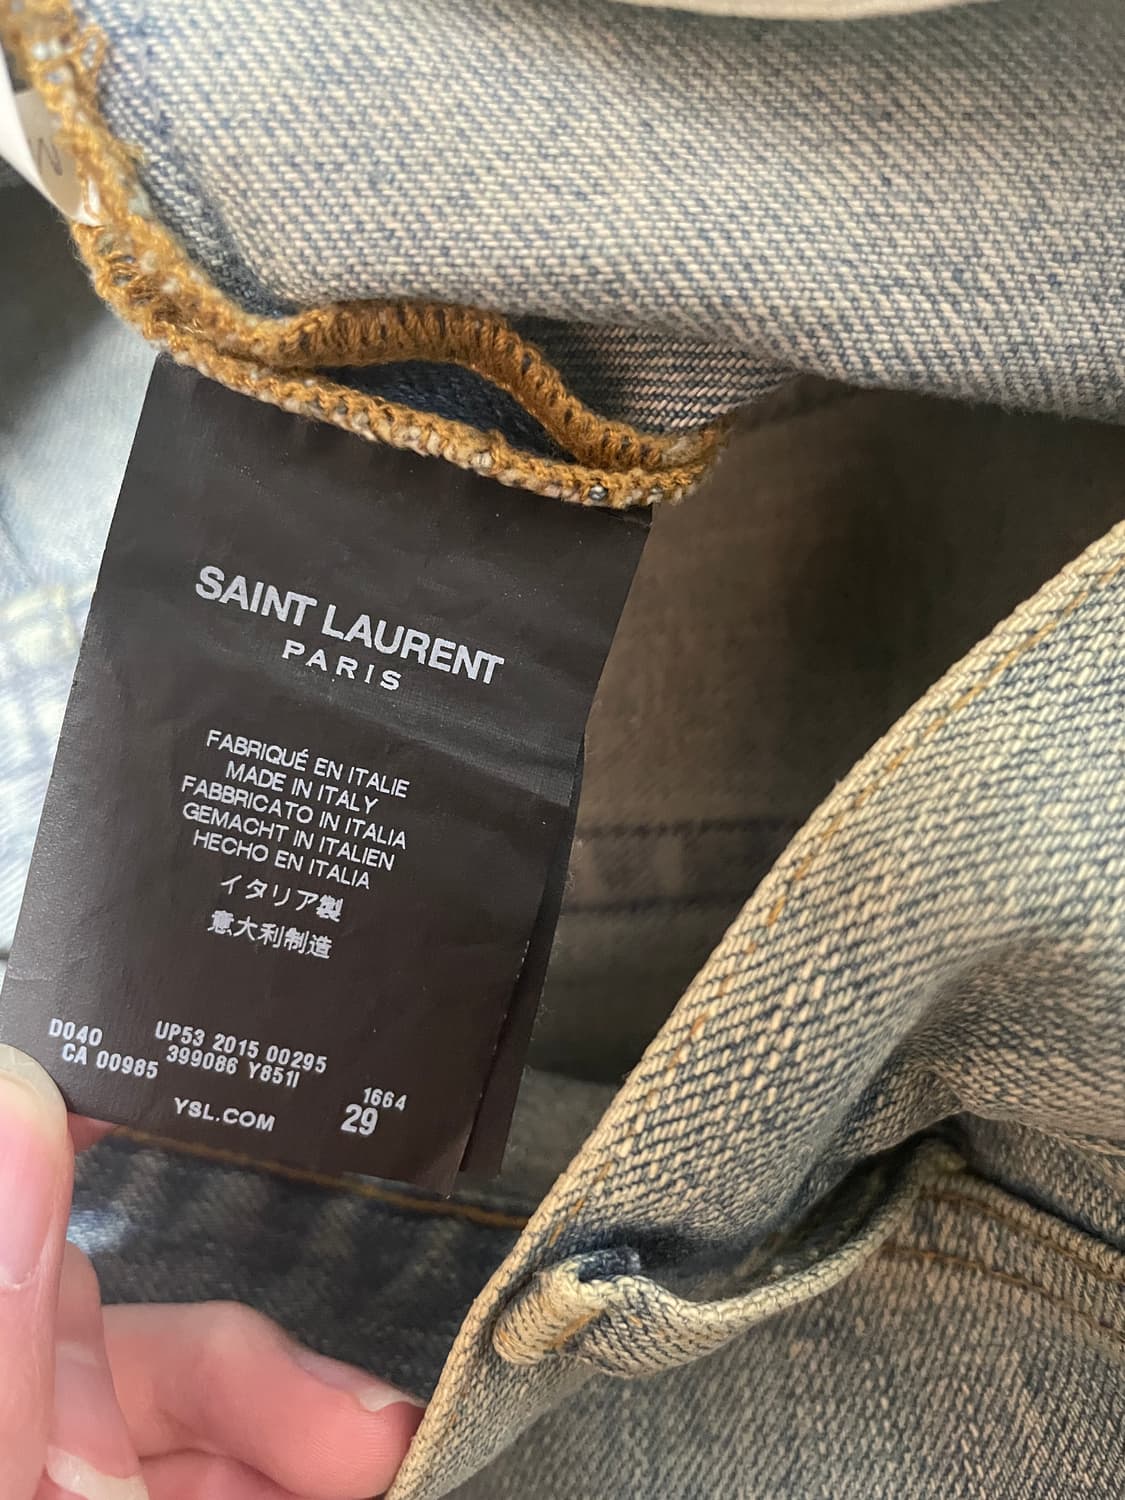 SAINT LAURENT
PARIS
FABRIQUÉ EN ITALIE
MADE IN ITALY
FABBRICATO IN ITALIA
GEMACHT IN ITALIEN
HECHO EN ITALIA
イタリア製
意大利制造
D040 UP53 2015 00295
CA 00985 399086 Y851I
1664
YSL.COM 29